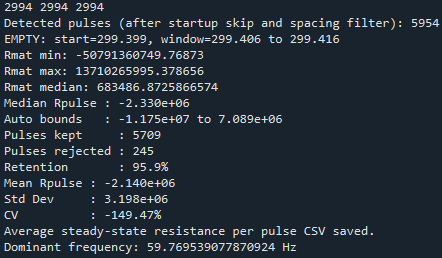 2994 2994 2994
Detected pulses (after startup skip and spacing filter): 5954
EMPTY: start=299.399, window=299.406 to 299.416
Rmat min: -50791360749.76873
Rmat max: 13710265995.378656
Rmat median: 683486.8725866574
Median Rpulse : -2.330e+06
Auto bounds   : -1.175e+07 to 7.089e+06
Pulses kept     : 5709
Pulses rejected : 245
Retention       : 95.9%
Mean Rpulse : -2.140e+06
Std Dev     : 3.198e+06
CV          : -149.47%
Average steady-state resistance per pulse CSV saved.
Dominant frequency: 59.769539077870924 Hz